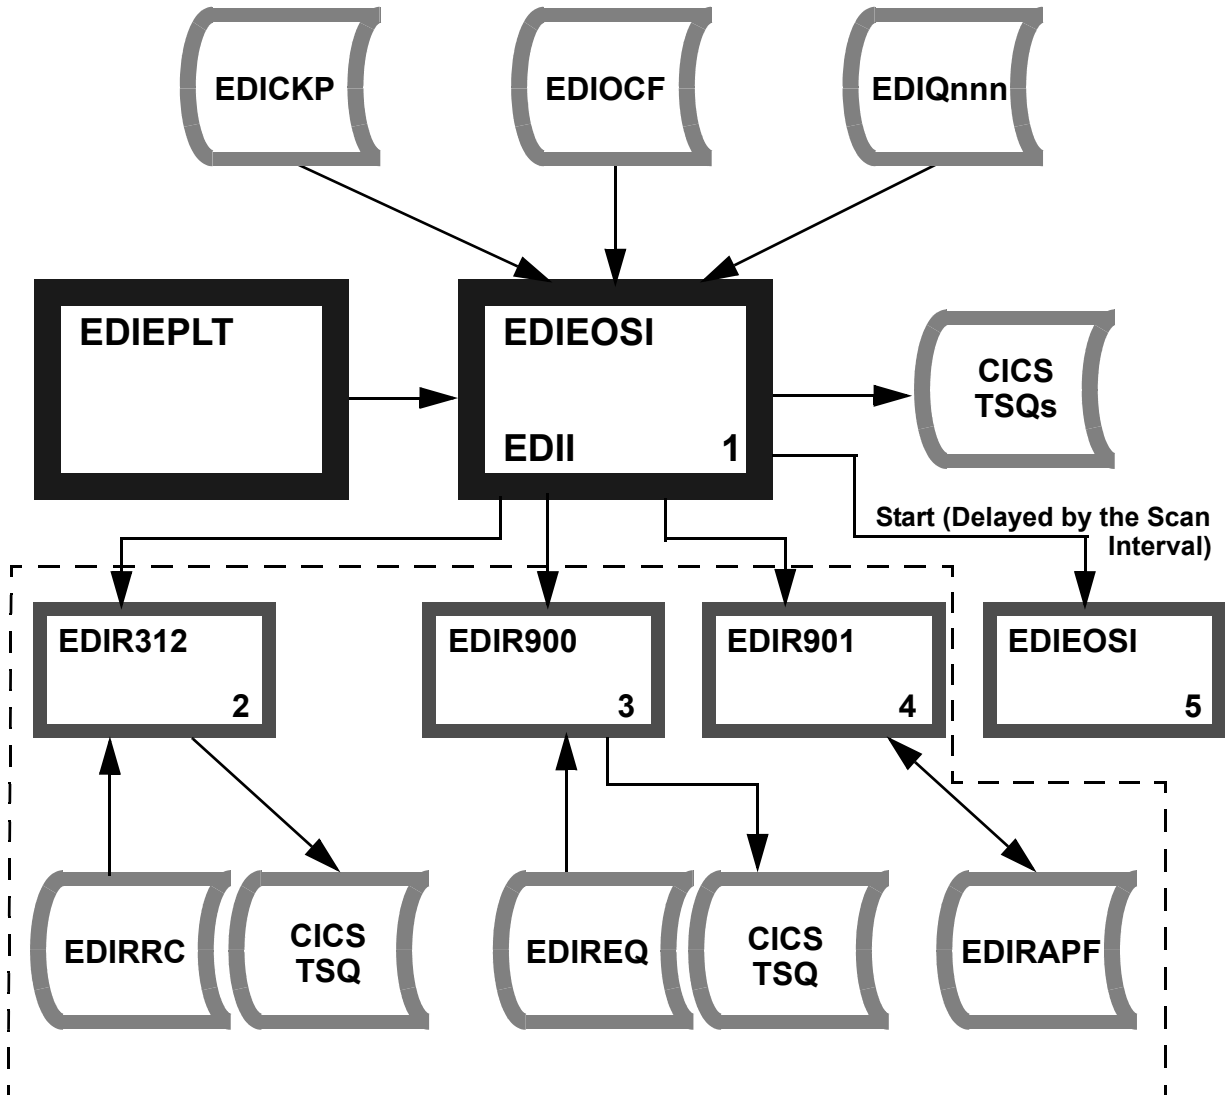 EDICKP
EDIOCF
EDIQnnn
EDIEPLT
EDIEOSI
EDII 1
CICS
TSQs
Start (Delayed by the Scan
Interval)
EDIR312
2
EDIR900
3
EDIR901
4
EDIEOSI
5
EDIRRC
CICS
TSQ
EDIREQ
CICS
TSQ
EDIRAPF